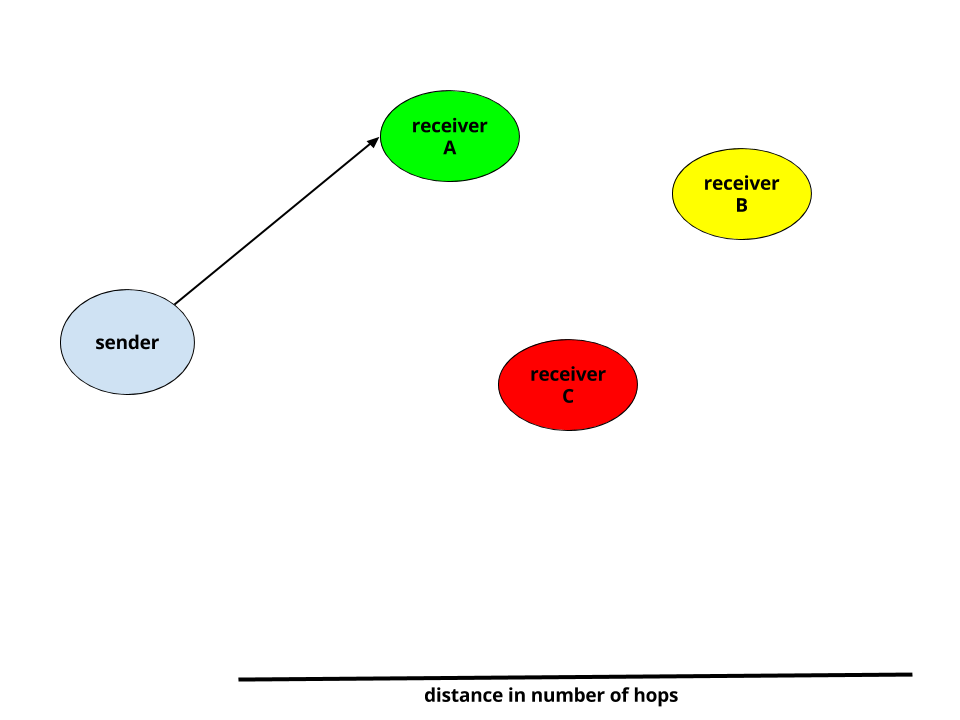 receiver
A
receiver
B
sender
receiver
C
distance in number of hops